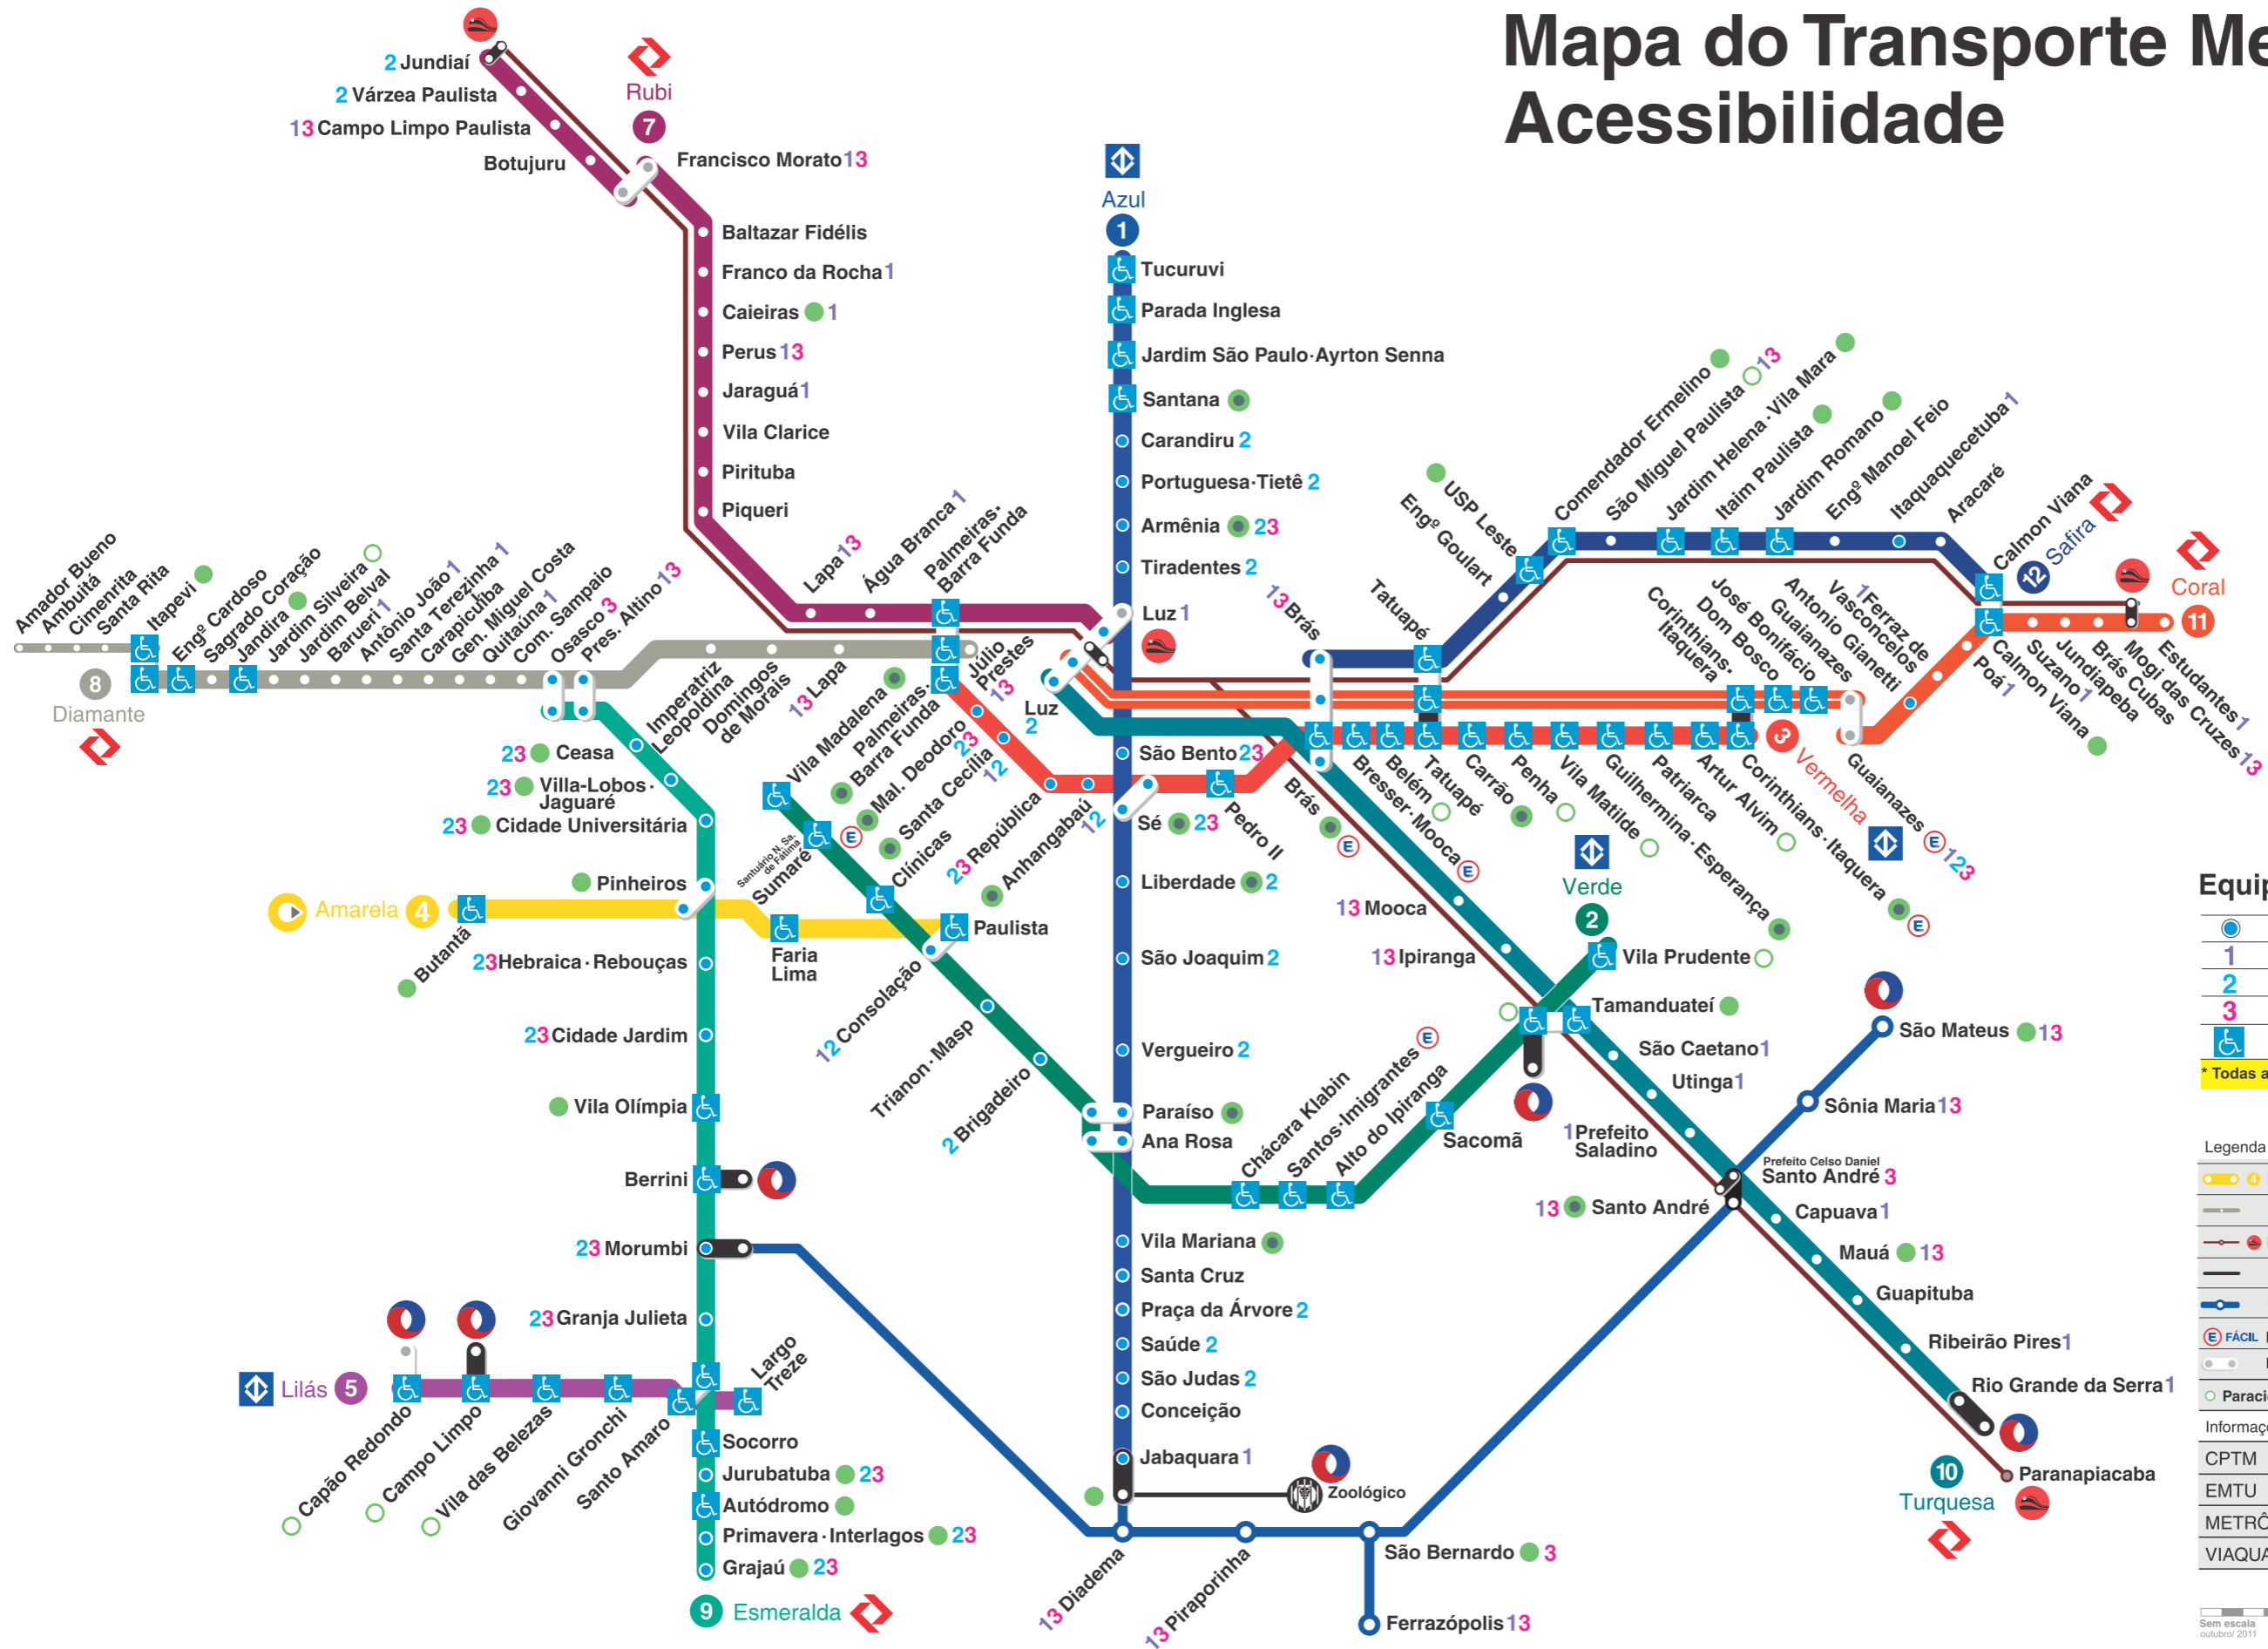 Mapa do Transporte Me
Acessibilidade
2 Jundiaí
2 Várzea Paulista
13 Campo Limpo Paulista
Botujuru
Rubi
7
Francisco Morato 13
Baltazar Fidélis
Franco da Rocha 1
Caieiras 1
Perus 13
Jaraguá 1
Vila Clarice
Pirituba
Piqueri
Lapa 13
Água Branca 1
Palmeiras·
Barra Funda
Azul
1
Tucuruvi
Parada Inglesa
Jardim São Paulo·Ayrton Senna
Santana
Carandiru 2
Portuguesa·Tietê 2
Armênia 23
Tiradentes 2
Luz 1
Luz
2
São Bento 23
Sé 23
Liberdade 2
São Joaquim 2
Vergueiro 2
Paraíso
Ana Rosa
Vila Mariana
Santa Cruz
Praça da Árvore 2
Saúde 2
São Judas 2
Conceição
Jabaquara 1
Zoológico
Amador Bueno
Ambuitá
Cimenrita
Santa Rita
Itapevi
Engº Cardoso
Sagrado Coração
Jandira
Jardim Silveira
Jardim Belval
Barueri 1
Antônio João 1
Santa Terezinha 1
Carapicuíba
Gen. Miguel Costa
Quitaúna 1
Com. Sampaio
Osasco 3
Pres. Altino 13
8
Diamante
Imperatriz
Leopoldina
Domingos
de Morais
13 Lapa
Júlio
Prestes
13
23 Ceasa
23 Villa-Lobos·
Jaguaré
23 Cidade Universitária
Pinheiros
23 Hebraica·Rebouças
23 Cidade Jardim
Vila Olímpia
Berrini
23 Morumbi
23 Granja Julieta
Socorro
Jurubatuba 23
Autódromo
Primavera·Interlagos 23
Grajaú 23
9 Esmeralda
Amarela 4
Butantã
Faria
Lima
Paulista
Lilás 5
Capão Redondo
Campo Limpo
Vila das Belezas
Giovanni Gronchi
Santo Amaro
Largo
Treze
Vila Madalena
Santuário N. Sa.
de Fátima
Sumaré
Clínicas
12 Consolação
Trianon·Masp
2 Brigadeiro
Chácara Klabin
Santos·Imigrantes
E
Alto do Ipiranga
Sacomã
Tamanduateí
Vila Prudente
Verde
2
Palmeiras·
Barra Funda
E
Mal. Deodoro
23
Santa Cecília
12
23 República
Anhangabaú
12
Pedro II
Brás
E
Bresser·Mooca
E
Belém
Tatuapé
Carrão
Penha
Vila Matilde
Guilhermina·Esperança
Patriarca
Artur Alvim
Corinthians·Itaquera
E
3
Vermelha
13 Brás
Tatuapé
Engº Goulart
USP Leste
Comendador Ermelino
São Miguel Paulista 13
Jardim Helena·Vila Mara
Itaim Paulista
Jardim Romano
Engº Manoel Feio
Itaquaquecetuba 1
Aracaré
Calmon Viana
12
Safira
Coral
11
Corinthians·
Itaquera
Dom Bosco
José Bonifácio
Guaianazes
Antonio Gianetti
1 Ferraz de
Vasconcelos
Poá 1
Calmon Viana
Suzano 1
Jundiapeba
Brás Cubas
Mogi das Cruzes 13
Estudantes 1
Guaianazes
E
123
13 Mooca
13 Ipiranga
São Caetano 1
Utinga 1
1 Prefeito
Saladino
Prefeito Celso Daniel
Santo André 3
13 Santo André
Capuava 1
Mauá 13
Guapituba
Ribeirão Pires 1
Rio Grande da Serra 1
Paranapiacaba
10
Turquesa
São Mateus 13
Sônia Maria 13
13 Diadema
13 Piraporinha
São Bernardo 3
Ferrazópolis 13
Equip
1
2
3
* Todas a
Legenda
4
E FÁCIL
Paraci
Informaç
CPTM
EMTU
METRÔ
VIAQUA
Sem escala
outubro/ 2011